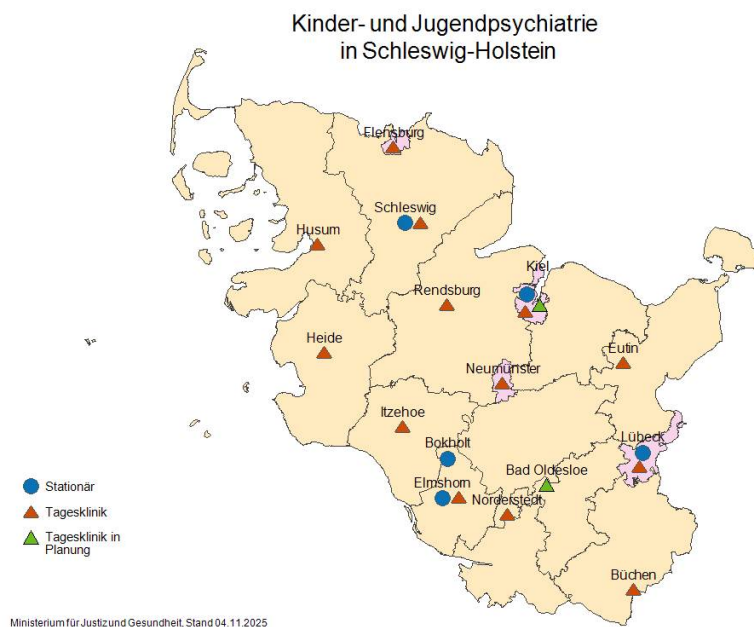 Kinder- und Jugendpsychiatrie
in Schleswig-Holstein
Flensburg
Schleswig
Husum
Kiel
Rendsburg
Heide
Eutin
Neumünster
Itzehoe
Lübeck
Bokholt
Bad Oldesloe
Elmshorn
Norderstedt
Büchen
Stationär
Tagesklinik
Tagesklinik in
Planung
Ministerium für Justiz und Gesundheit. Stand 04.11.2025